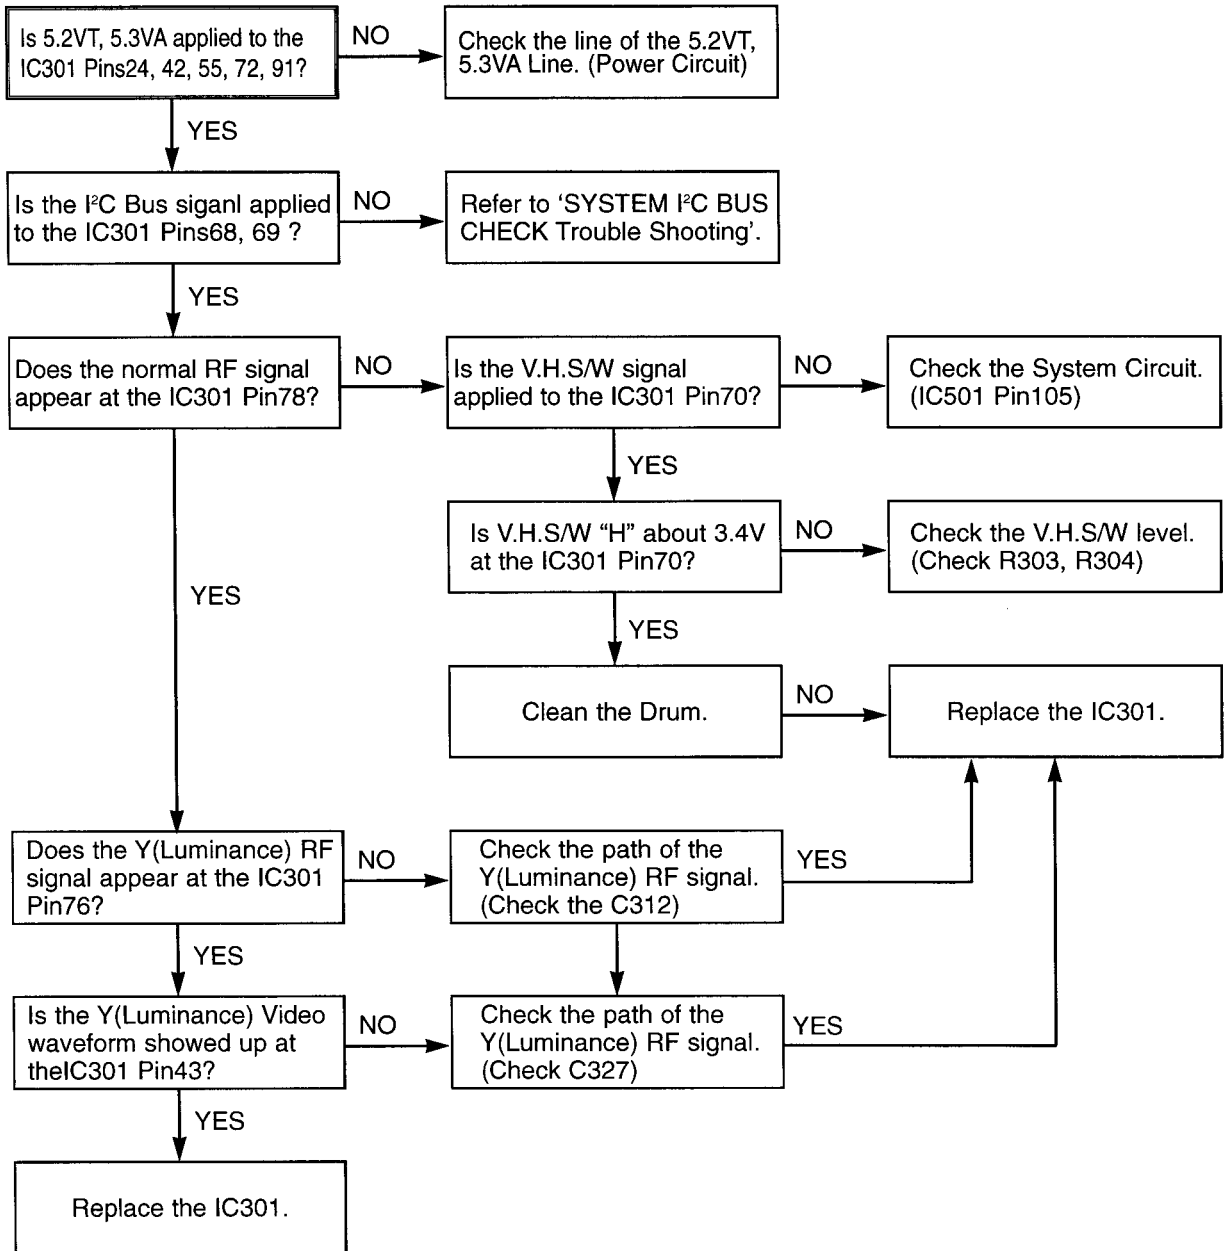 Is 5.2VT, 5.3VA applied to the
IC301 Pins24, 42, 55, 72, 91?
NO
Check the line of the 5.2VT,
5.3VA Line. (Power Circuit)
YES
Is the I²C Bus siganl applied
to the IC301 Pins68, 69 ?
NO
Refer to ‘SYSTEM I²C BUS
CHECK Trouble Shooting’.
YES
Does the normal RF signal
appear at the IC301 Pin78?
NO
Is the V.H.S/W signal
applied to the IC301 Pin70?
NO
Check the System Circuit.
(IC501 Pin105)
YES
Is V.H.S/W “H” about 3.4V
at the IC301 Pin70?
NO
Check the V.H.S/W level.
(Check R303, R304)
YES
YES
Clean the Drum.
NO
Replace the IC301.
Does the Y(Luminance) RF
signal appear at the IC301
Pin76?
NO
Check the path of the
Y(Luminance) RF signal.
(Check the C312)
YES
YES
Is the Y(Luminance) Video
waveform showed up at
theIC301 Pin43?
NO
Check the path of the
Y(Luminance) RF signal.
(Check C327)
YES
YES
Replace the IC301.